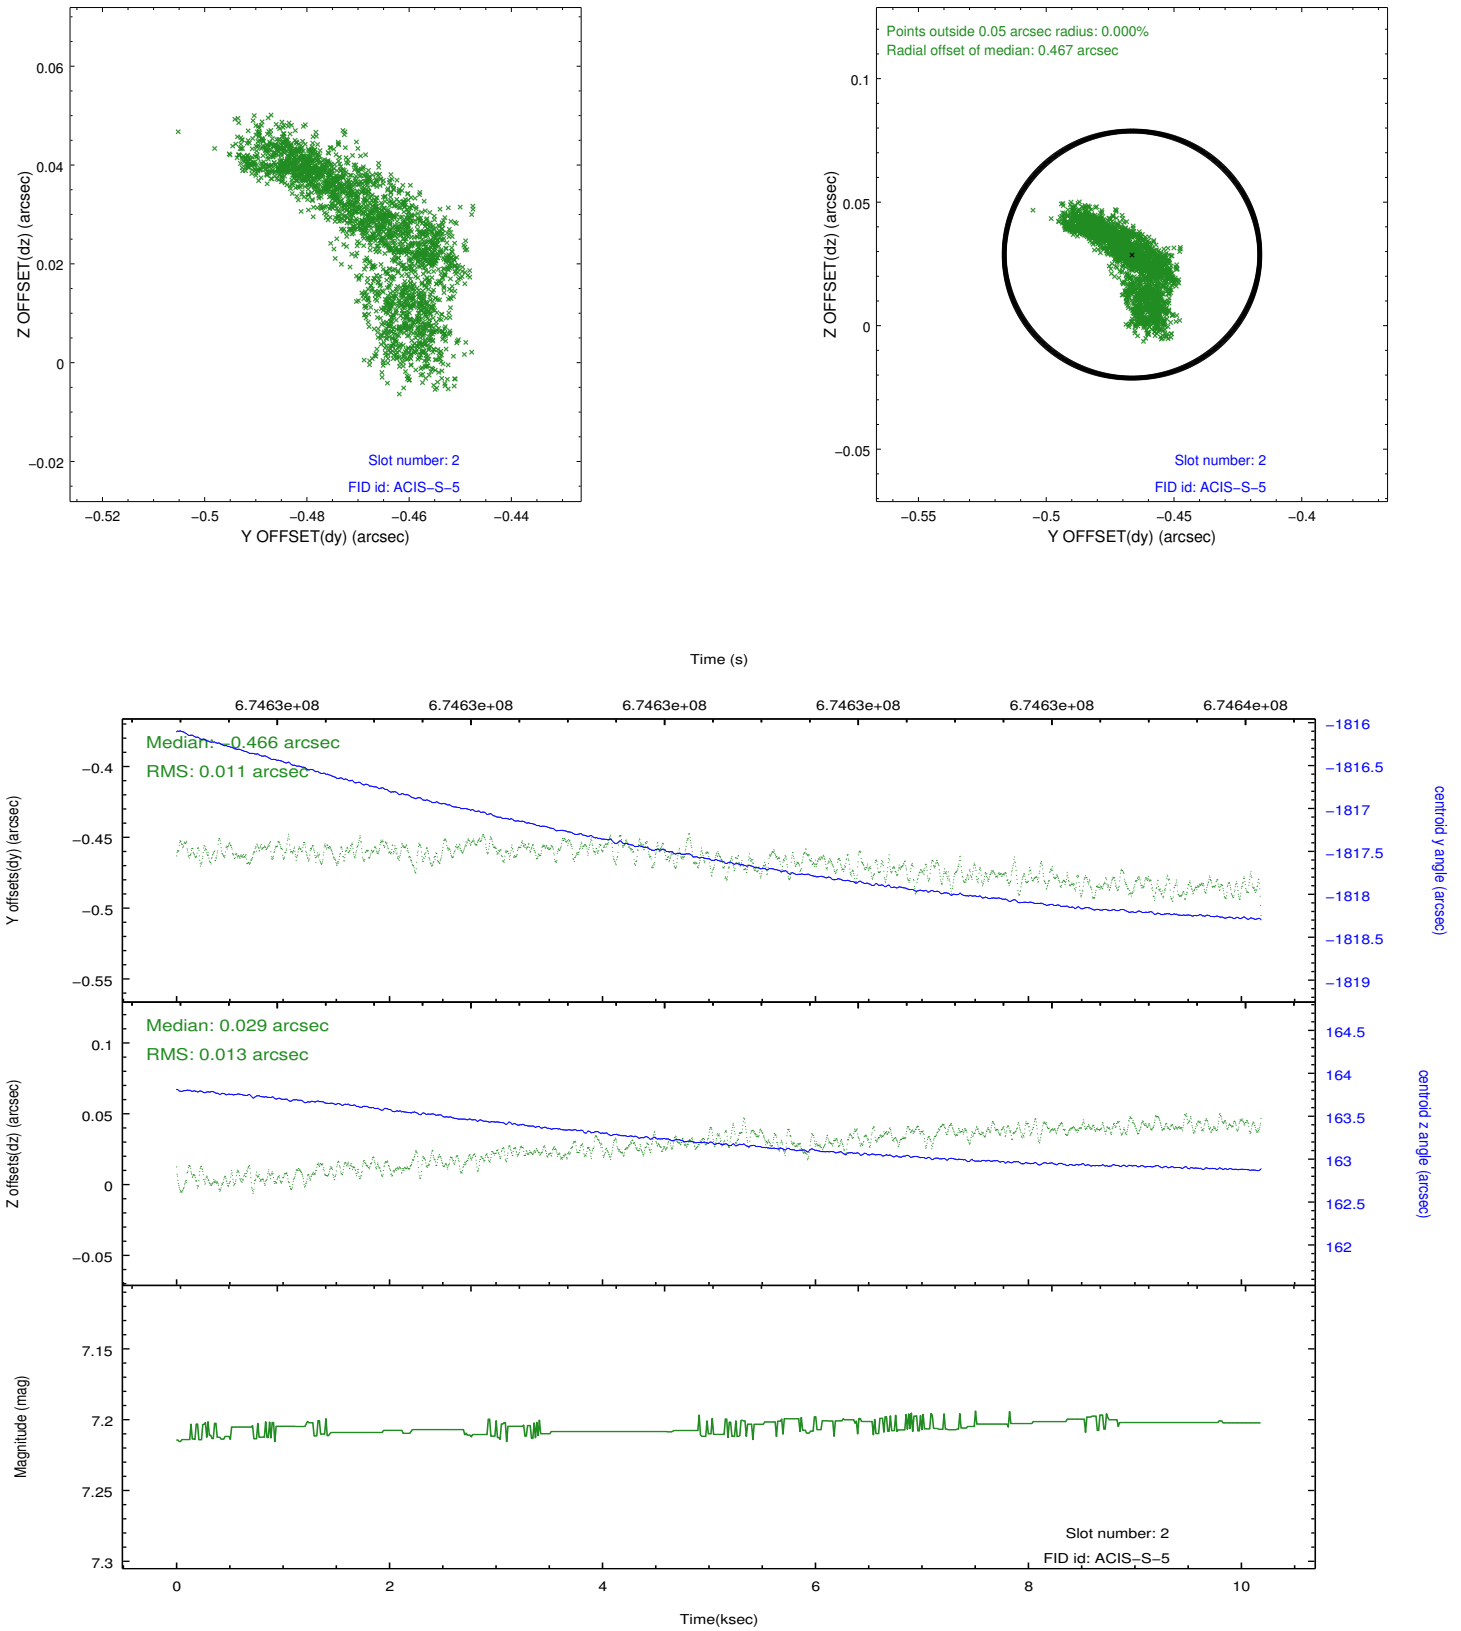 0.06
0.04
0.02
0
−0.02
Z OFFSET(dz) (arcsec)
Slot number: 2
FID id: ACIS−S−5
−0.52
−0.5
−0.48
−0.46
−0.44
Y OFFSET(dy) (arcsec)
Points outside 0.05 arcsec radius: 0.000%
Radial offset of median: 0.467 arcsec
0.1
0.05
0
−0.05
Z OFFSET(dz) (arcsec)
Slot number: 2
FID id: ACIS−S−5
−0.55
−0.5
−0.45
−0.4
Y OFFSET(dy) (arcsec)
Time (s)
6.7463e+08
6.7463e+08
6.7463e+08
6.7463e+08
6.7463e+08
6.7464e+08
Median: −0.466 arcsec
RMS: 0.011 arcsec
−0.4
−0.45
−0.5
−0.55
Y offsets(dy) (arcsec)
−1816
−1816.5
−1817
−1817.5
−1818
−1818.5
−1819
centroid y angle (arcsec)
Median: 0.029 arcsec
RMS: 0.013 arcsec
0.1
0.05
0
−0.05
Z offsets(dz) (arcsec)
164.5
164
163.5
163
162.5
162
centroid z angle (arcsec)
7.15
7.2
7.25
7.3
Magnitude (mag)
Slot number: 2
FID id: ACIS−S−5
0
2
4
6
8
10
Time(ksec)